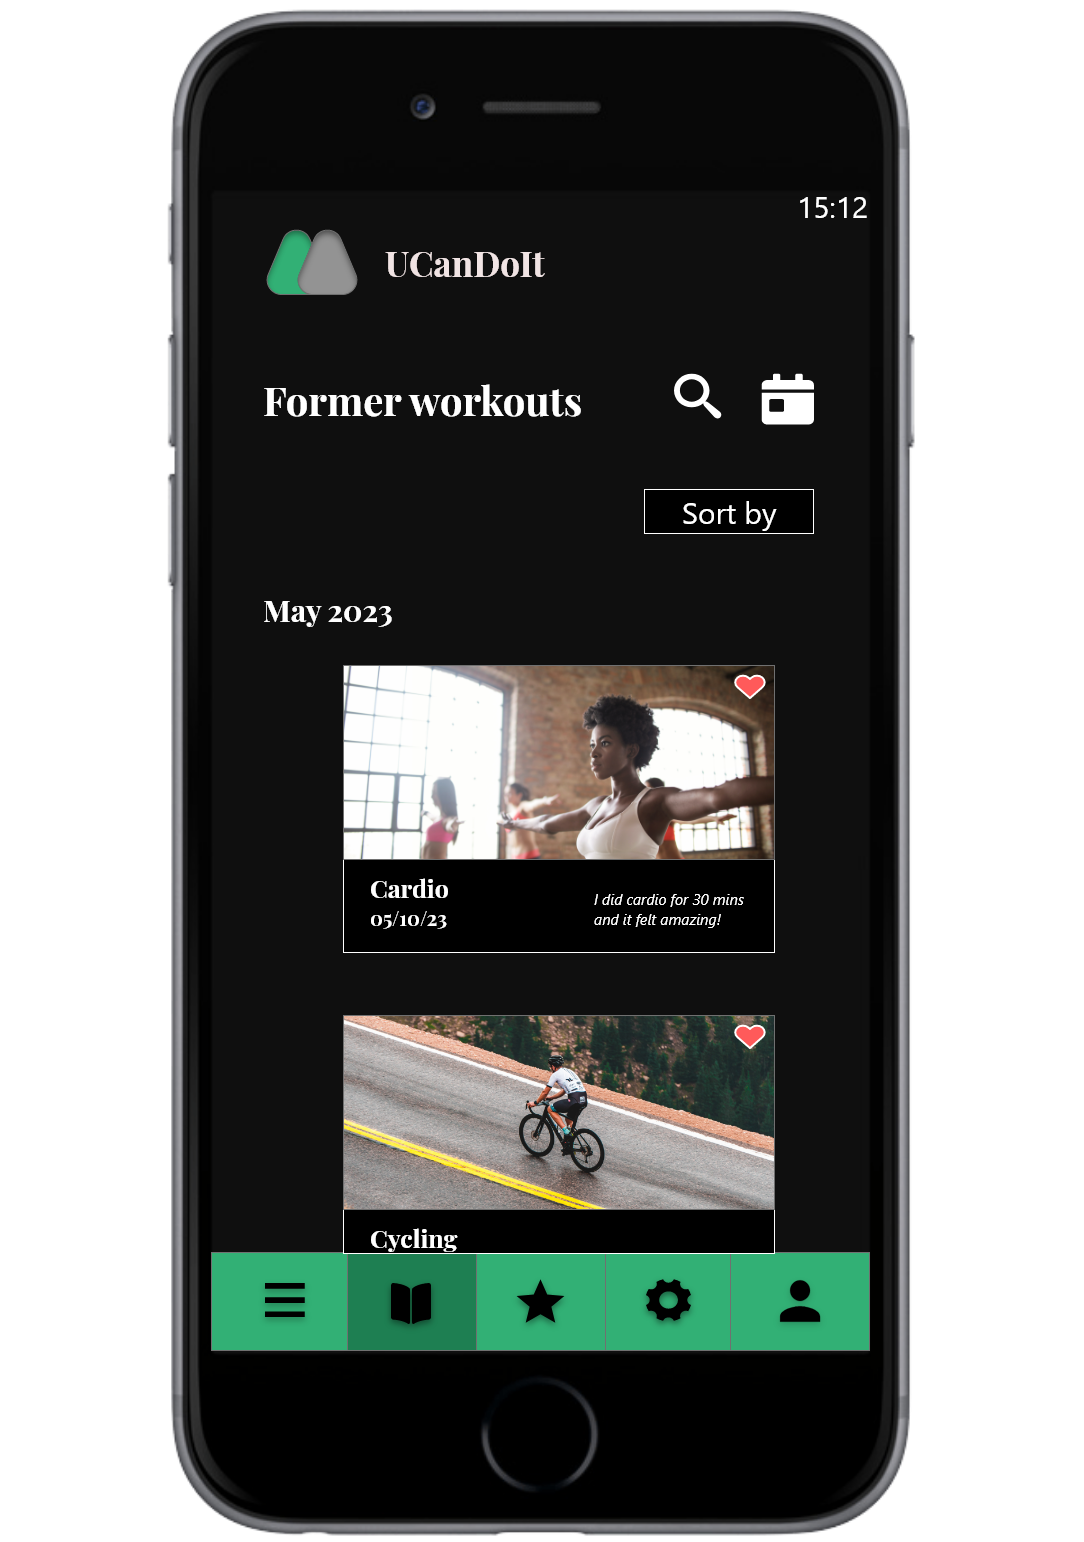 15:12
UCanDoIt
Former workouts
Sort by
May 2023
Cardio
05/10/23
I did cardio for 30 mins
and it felt amazing!
Cycling